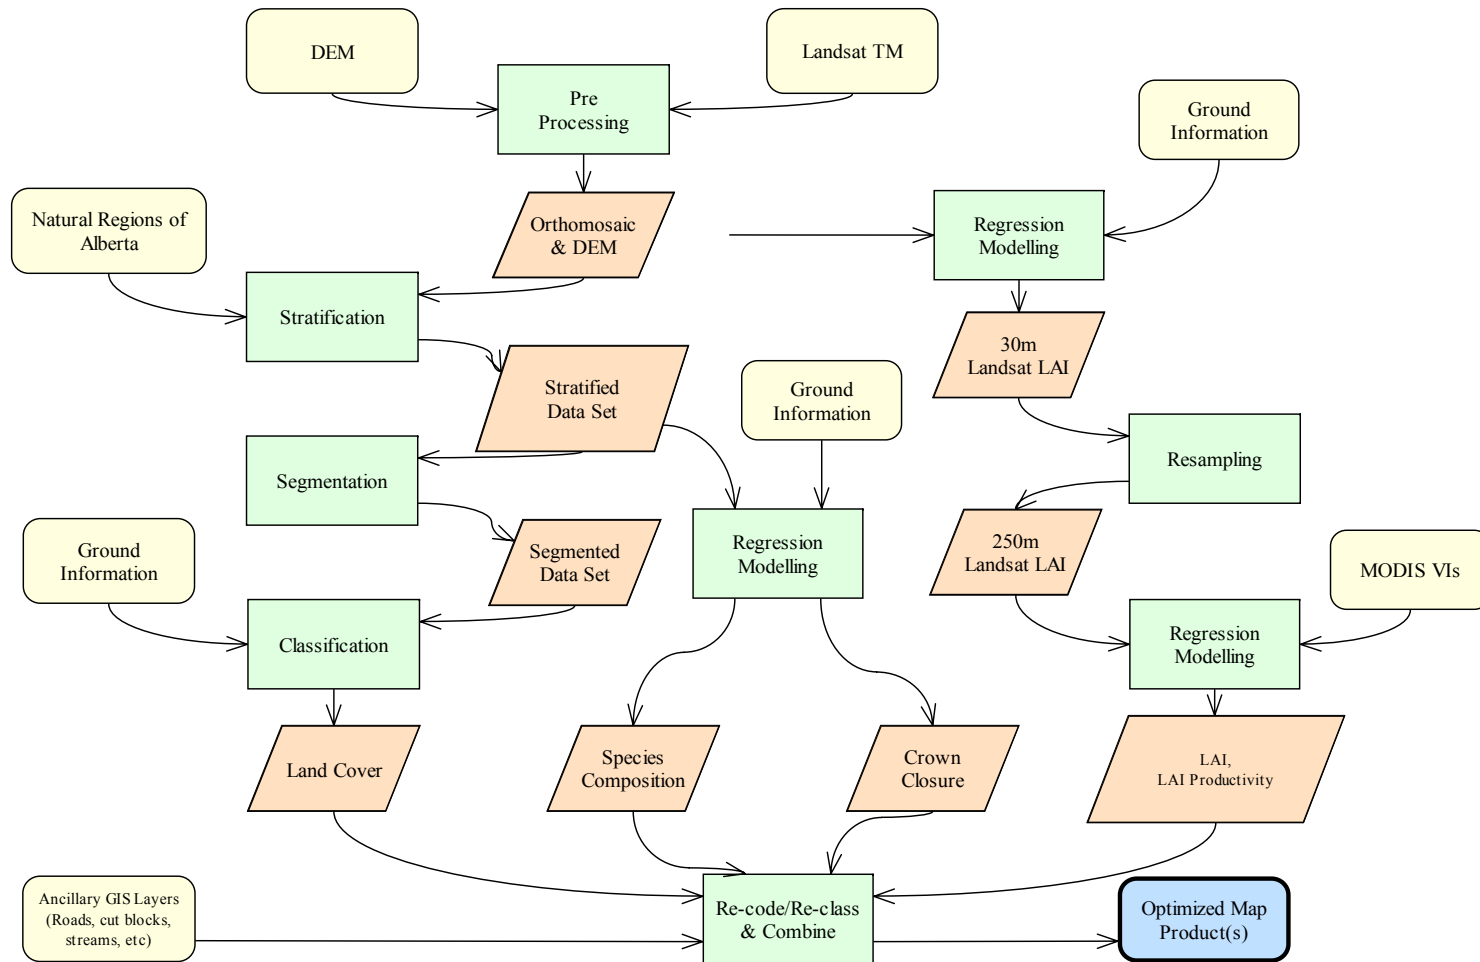 DEM
Landsat TM
Pre
Processing
Ground
Information
Natural Regions of
Alberta
Orthomosaic
& DEM
Regression
Modelling
Stratification
30m
Landsat LAI
Stratified
Data Set
Ground
Information
Resampling
Segmentation
250m
Landsat LAI
Ground
Information
Segmented
Data Set
Regression
Modelling
MODIS VIs
Classification
Regression
Modelling
Land Cover
Species
Composition
Crown
Closure
LAI,
LAI Productivity
Ancillary GIS Layers
(Roads, cut blocks,
streams, etc)
Re-code/Re-class
& Combine
Optimized Map
Product(s)